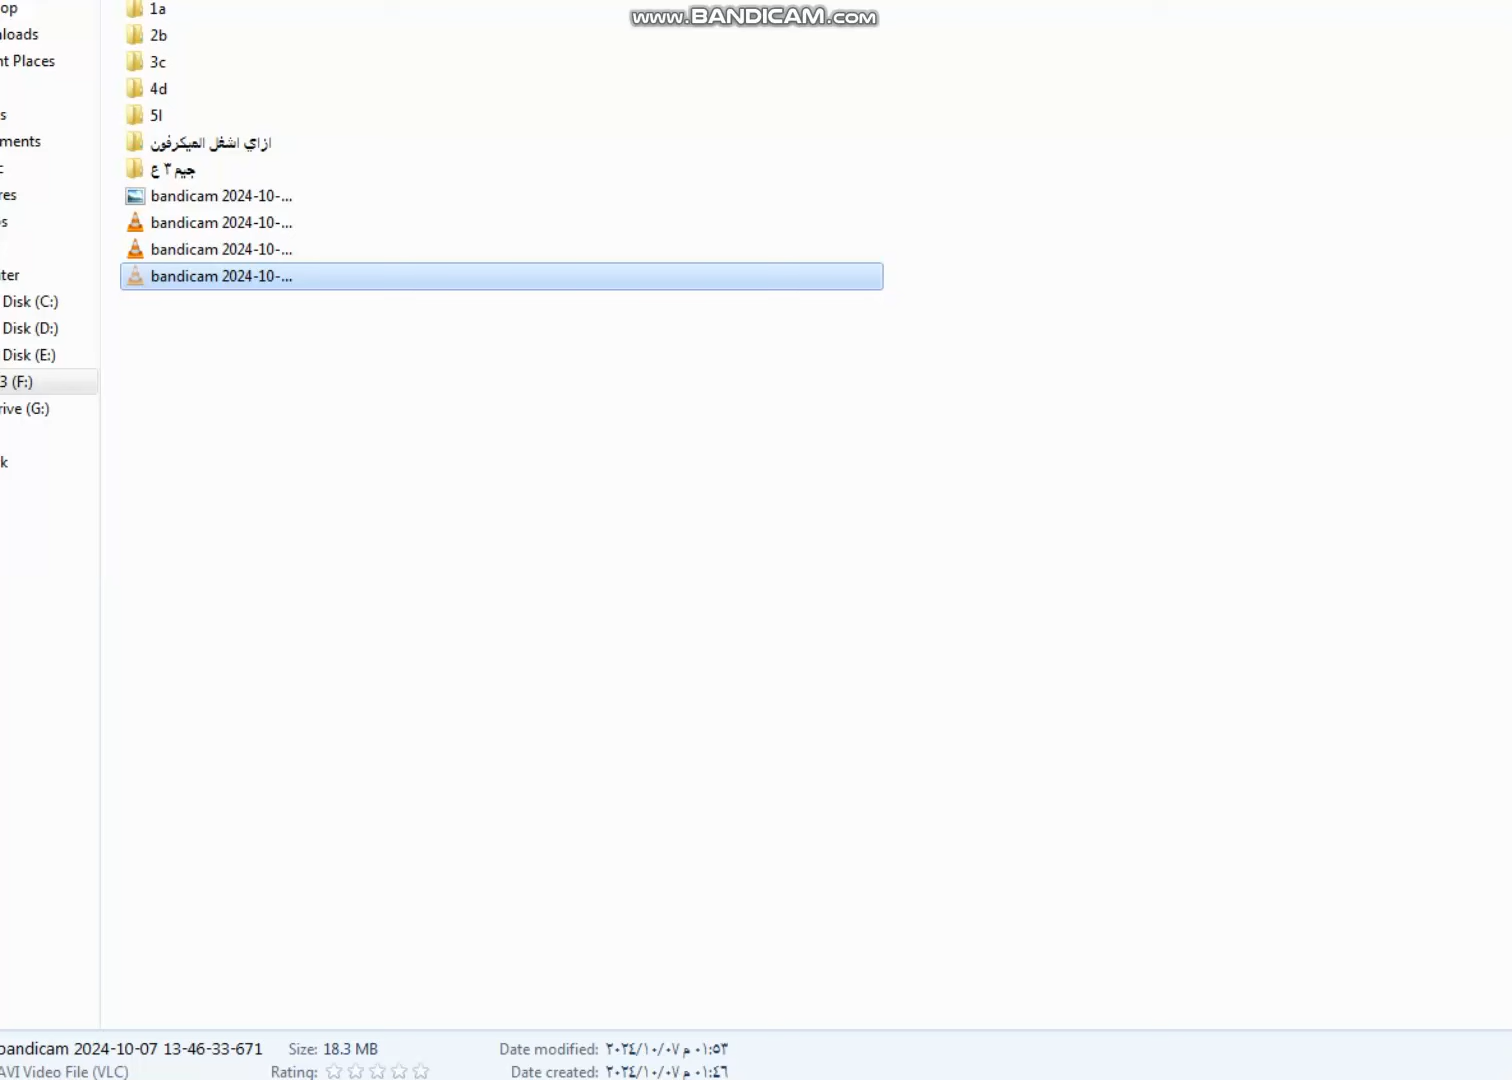 www.BANDICAM.com
op
nloads
nt Places
s
ments
c
res
os
ter
Disk (C:)
Disk (D:)
Disk (E:)
3 (F:)
rive (G:)
k
1a
2b
3c
4d
5l
ازاي اشغل الميكرفون
جيم ٣ ع
bandicam 2024-10-...
bandicam 2024-10-...
bandicam 2024-10-...
bandicam 2024-10-...
bandicam 2024-10-07 13-46-33-671 Size: 18.3 MB Date modified: ٢٠٢٤/١٠/٠٧ م ٠١:٥٣
AVI Video File (VLC) Rating: Date created: ٢٠٢٤/١٠/٠٧ م ٠١:٤٦